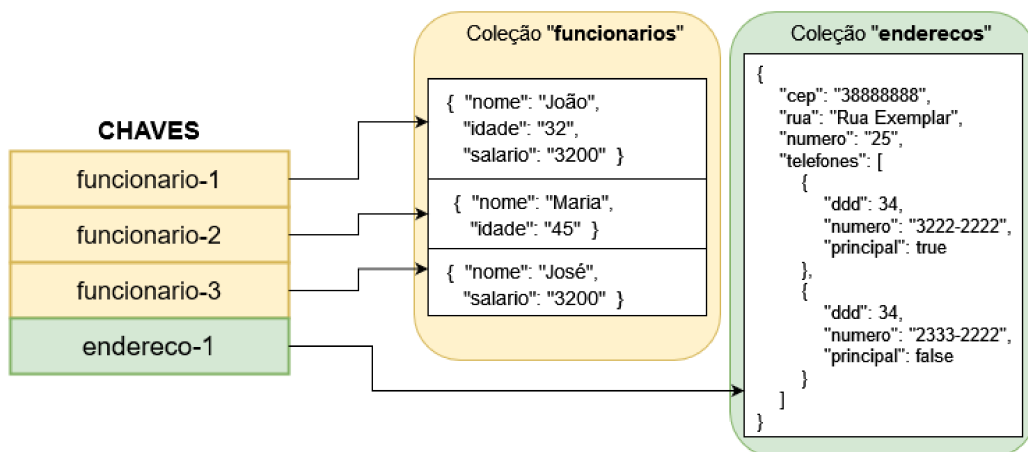 Coleção "funcionarios"
Coleção "enderecos"
CHAVES
funcionario-1
funcionario-2
funcionario-3
endereco-1
{ "nome": "João",
"idade": "32",
"salario": "3200" }
{ "nome": "Maria",
"idade": "45" }
{ "nome": "José",
"salario": "3200" }
{
"cep": "38888888",
"rua": "Rua Exemplar",
"numero": "25",
"telefones": [
{
"ddd": 34,
"numero": "3222-2222",
"principal": true
},
{
"ddd": 34,
"numero": "2333-2222",
"principal": false
}
]
}